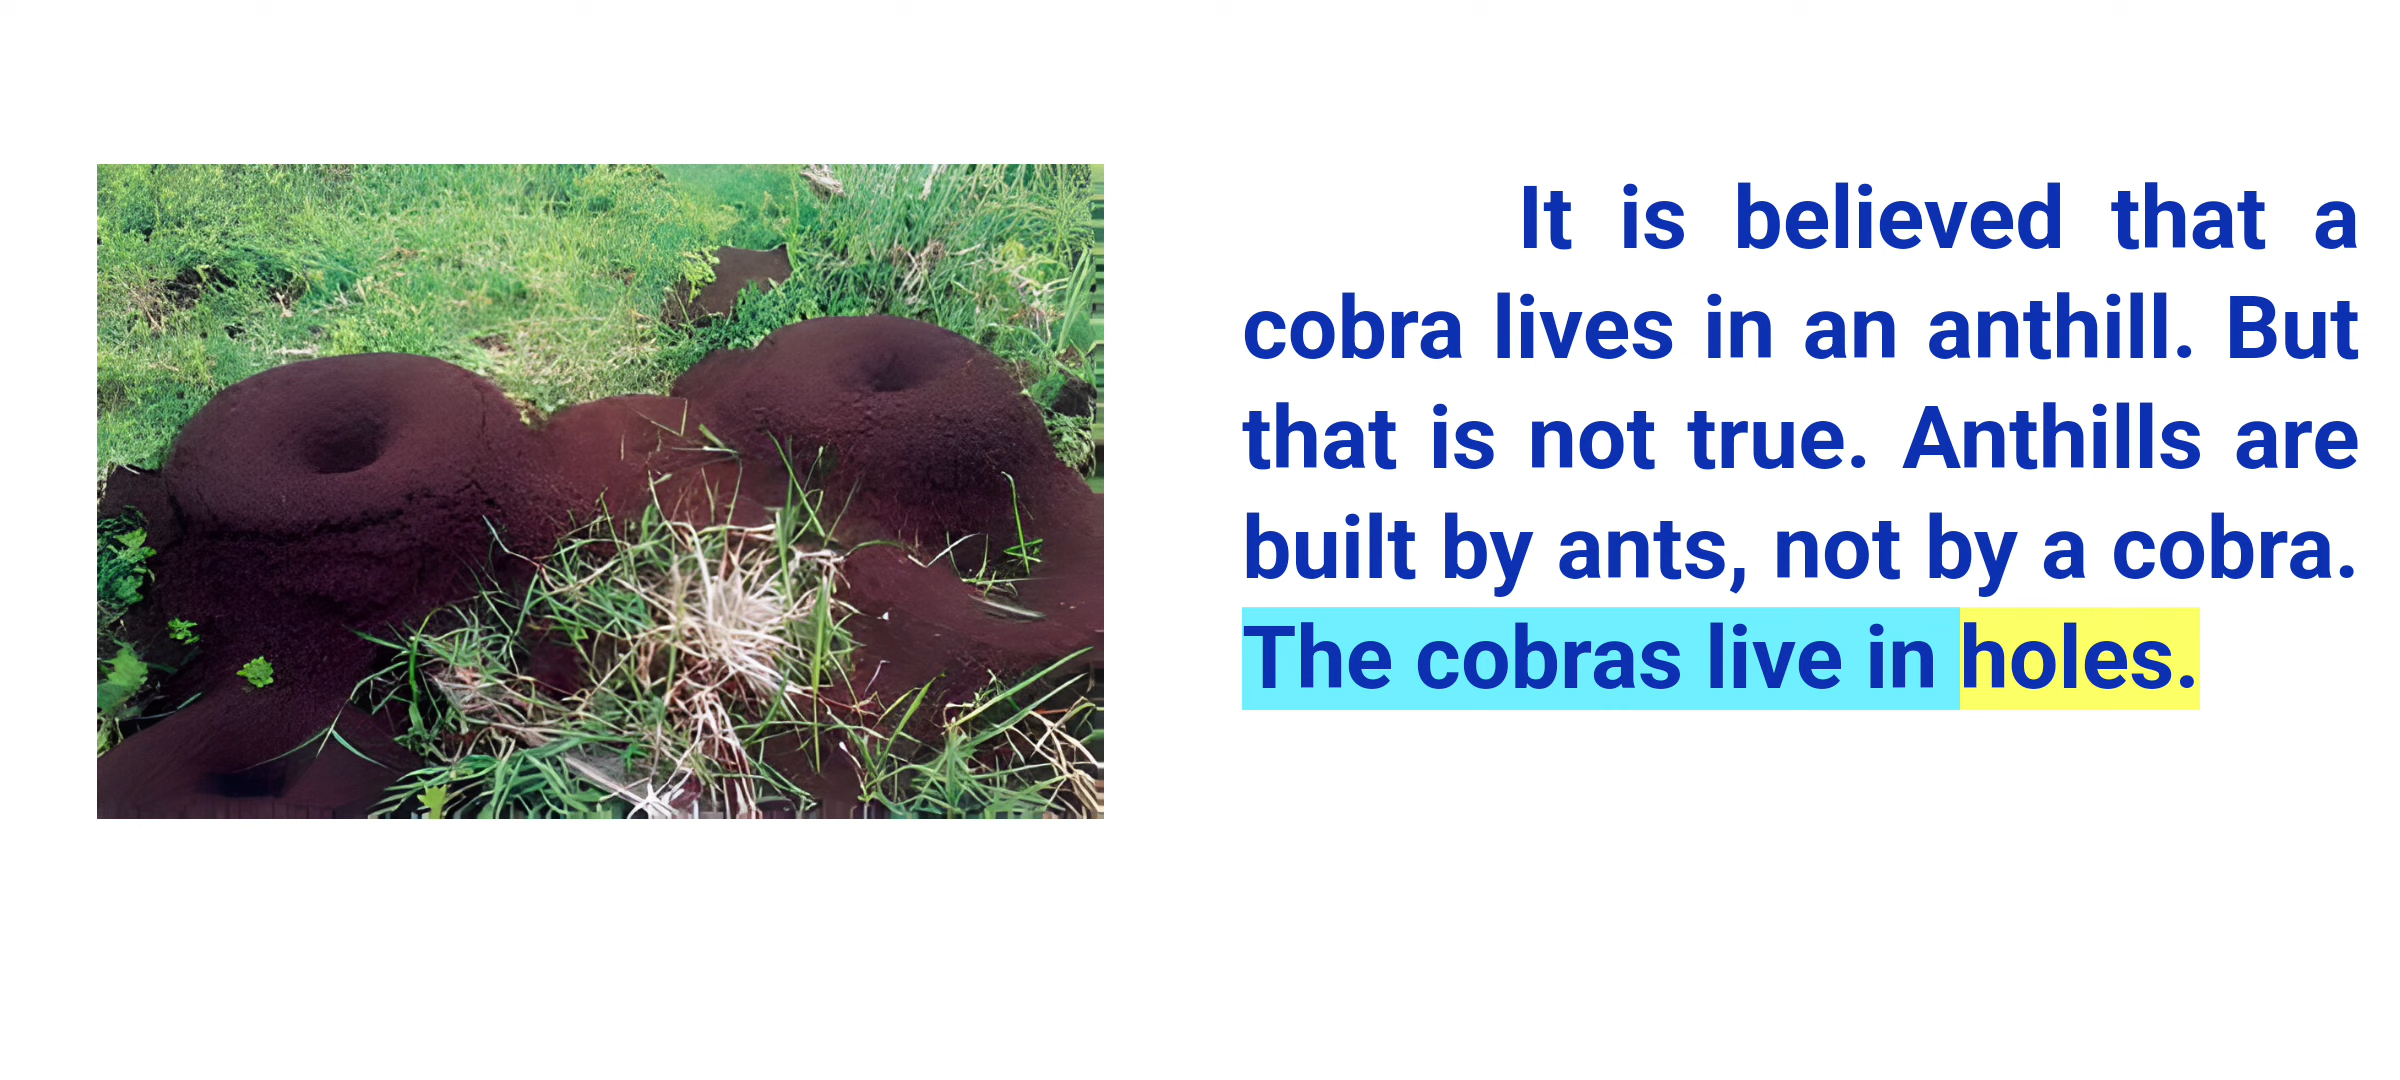 It is believed that a
cobra lives in an anthill. But
that is not true. Anthills are
built by ants, not by a cobra.
The cobras live in holes.